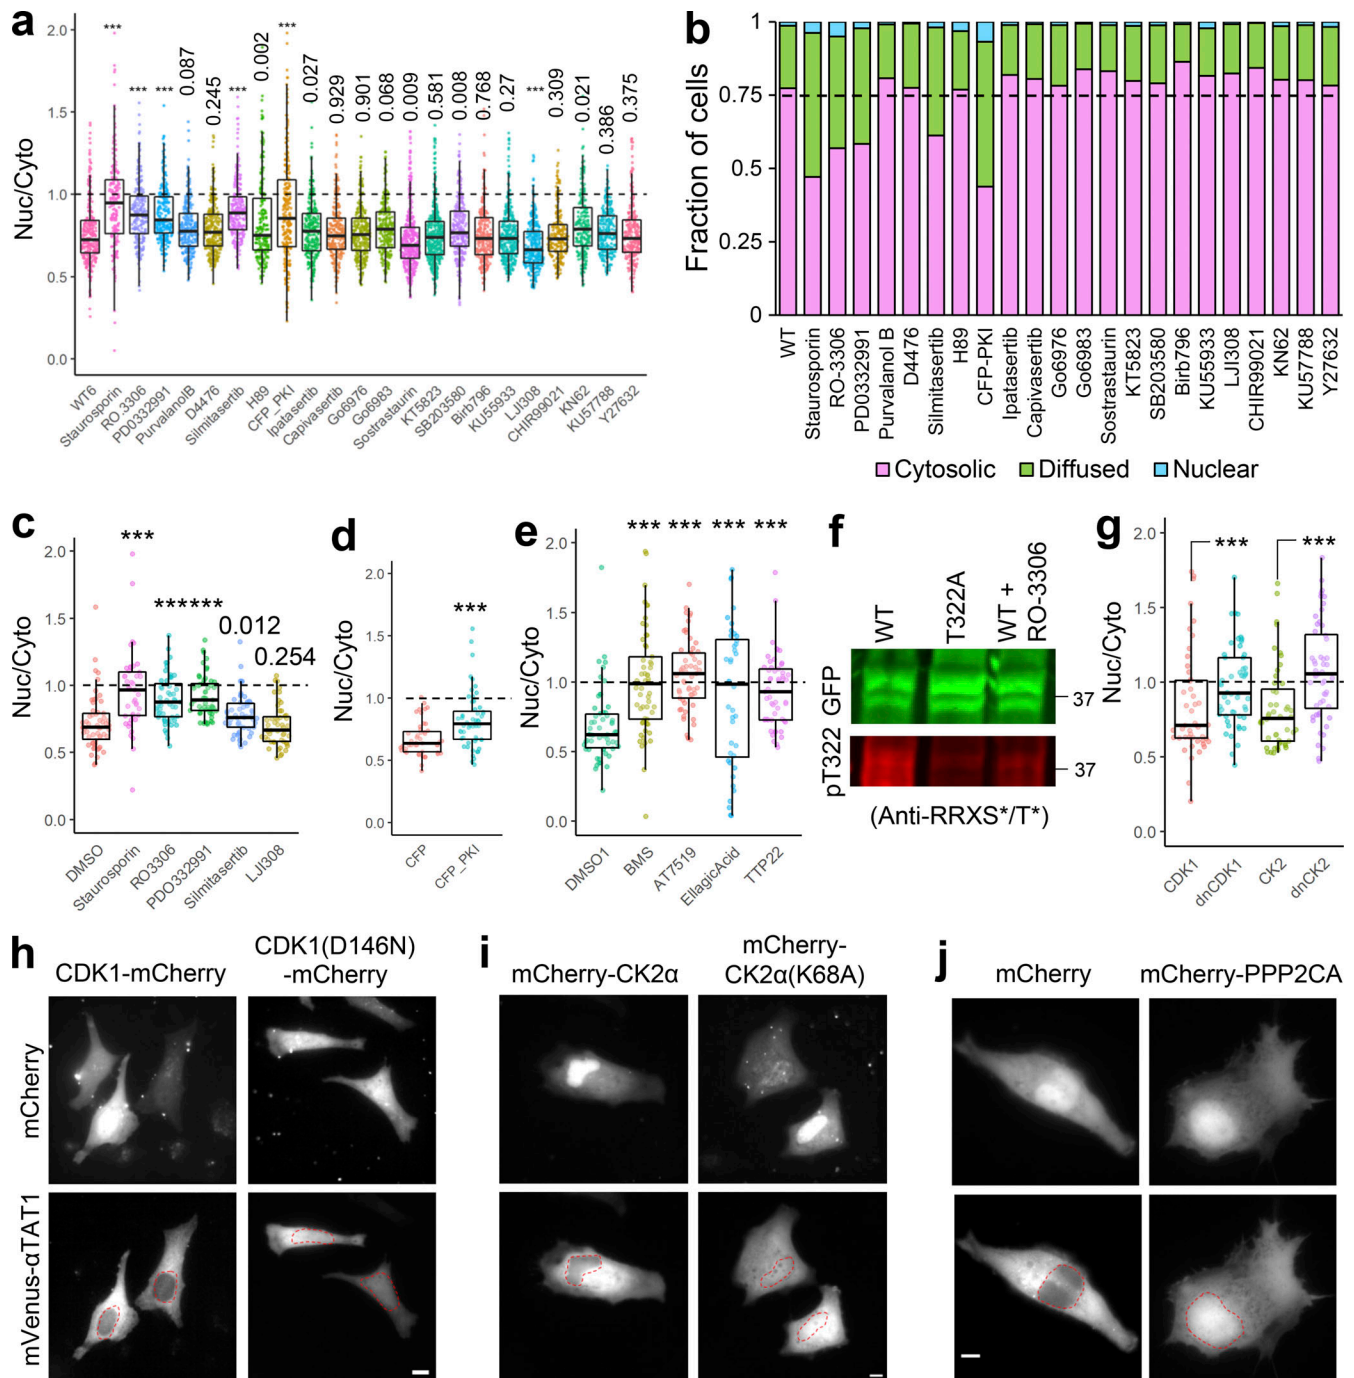 a
Nuc/Cyto
2.0
1.5
1.0
0.5
0.0
***
***
***
0.087
0.245
***
0.002
***
0.027
0.929
0.901
0.068
0.009
0.581
0.008
0.768
0.27
***
0.309
0.021
0.386
0.375
WT6
Staurosporin
RO-3306
PD0332991
PurvalanolB
D4476
Silmitasertib
H89
CFP_PKI
Ipatasertib
Capivasertib
Go6976
Go6983
Sostrastaurin
KT5823
SB203580
Birb796
KU55933
LJI308
CHIR99021
KN62
KU57788
Y27632
b
Fraction of cells
1
0.75
0.5
0.25
0
WT
Staurosporin
RO-3306
PD0332991
Purvalanol B
D4476
Silmitasertib
H89
CFP-PKI
Ipatasertib
Capivasertib
Go6976
Go6983
Sostrastaurin
KT5823
SB203580
Birb796
KU55933
LJI308
CHIR99021
KN62
KU57788
Y27632
Cytosolic Diffused Nuclear
c
Nuc/Cyto
2.0
1.5
1.0
0.5
0.0
***
***
***
0.012
0.254
DMSO
Staurosporin
RO3306
PDO332991
Silmitasertib
LJI308
d
Nuc/Cyto
2.0
1.5
1.0
0.5
0.0
***
CFP
CFP_PKI
e
Nuc/Cyto
2.0
1.5
1.0
0.5
0.0
*** *** *** ***
DMSO1
BMS
AT7519
EllagicAcid
TTP22
f
WT
T322A
WT +
RO-3306
GFP
37
pT322
37
(Anti-RRXS*/T*)
g
Nuc/Cyto
2.0
1.5
1.0
0.5
0.0
***
***
CDK1
dnCDK1
CK2
dnCK2
h
CDK1-mCherry
CDK1(D146N)
-mCherry
mCherry
mVenus-αTAT1
i
mCherry-CK2α
mCherry-
CK2α(K68A)
j
mCherry
mCherry-PPP2CA